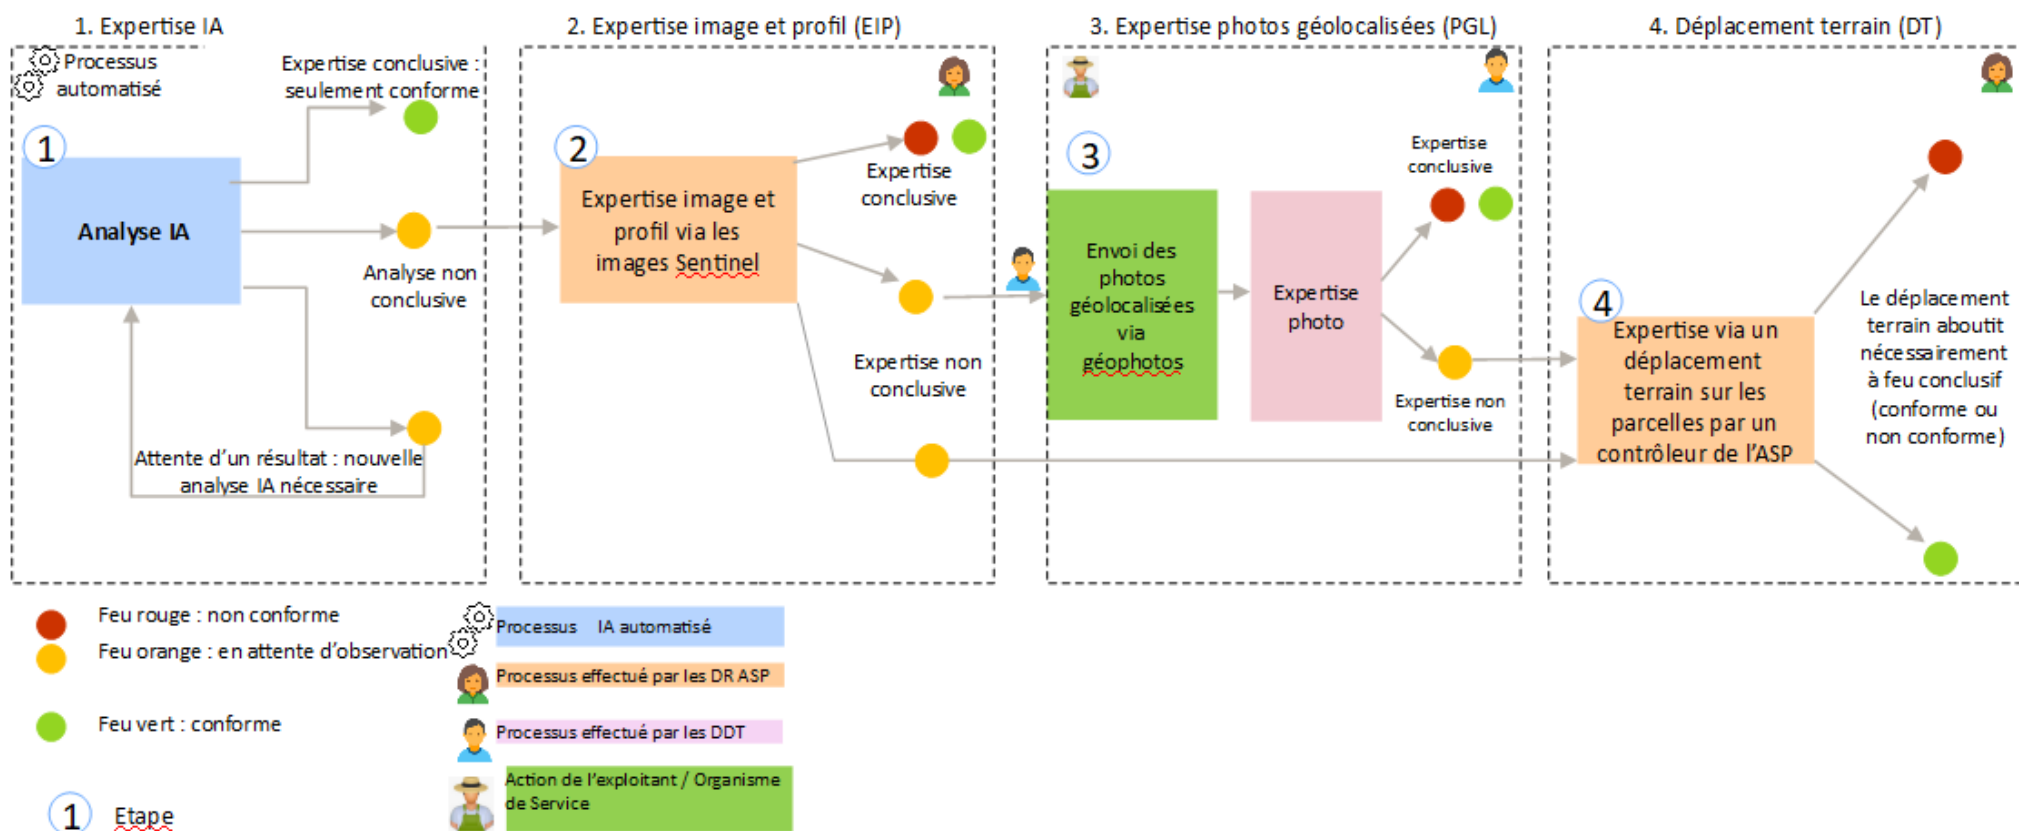 1. Expertise IA
Processus
automatisé
Expertise conclusive :
seulement conforme
1
Analyse IA
Analyse non
conclusive
Attente d'un résultat : nouvelle
analyse IA nécessaire
2. Expertise image et profil (EIP)
2
Expertise image et
profil via les
images Sentinel
Expertise
conclusive
Expertise non
conclusive
3. Expertise photos géolocalisées (PGL)
3
Envoi des
photos
géolocalisées
via
géophotos
Expertise
photo
Expertise
conclusive
Expertise non
conclusive
4. Déplacement terrain (DT)
4
Expertise via un
déplacement
terrain sur les
parcelles par un
contrôleur de l'ASP
Le déplacement
terrain aboutit
nécessairement
à feu conclusif
(conforme ou
non conforme)
Feu rouge : non conforme
Feu orange : en attente d'observation
Feu vert : conforme
1 Etape
Processus IA automatisé
Processus effectué par les DR ASP
Processus effectué par les DDT
Action de l'exploitant / Organisme
de Service